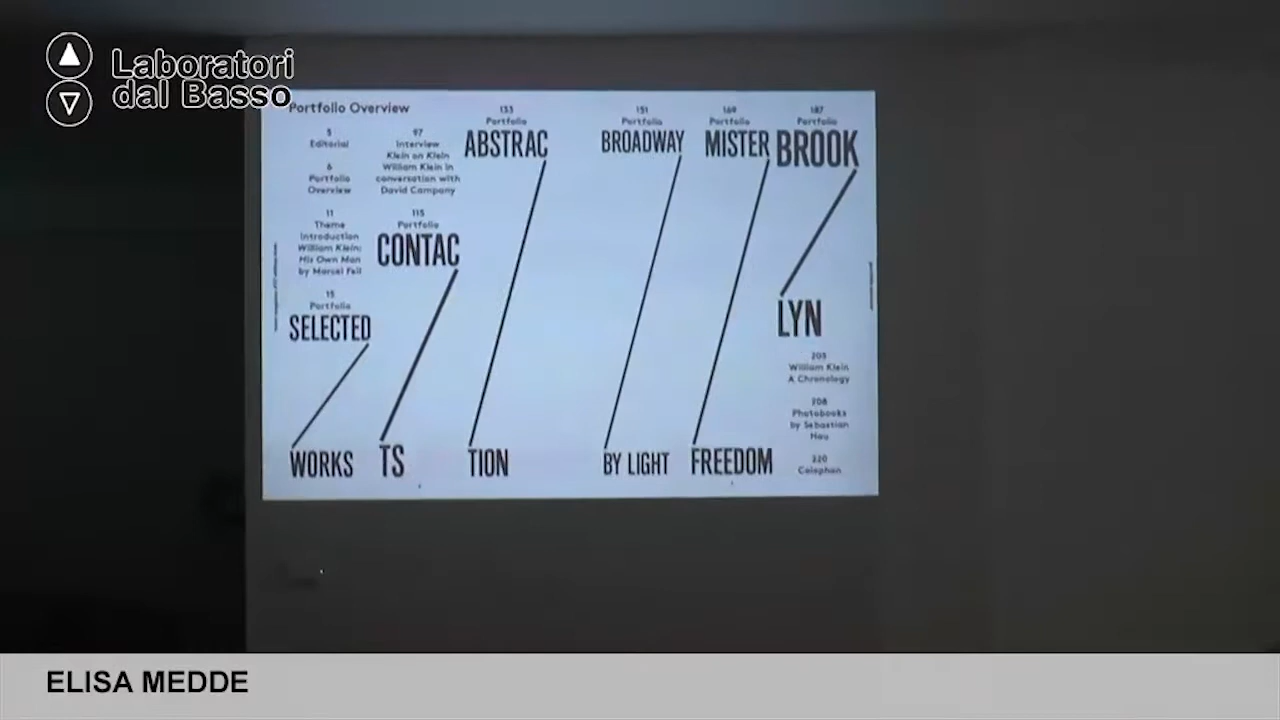 Laboratori
dal Basso
Portfolio Overview
5
Editorial
6
Portfolio
Overview
11
Theme
Introduction
William Klein:
His Own Man
by Marcel Feil
15
Portfolio
SELECTED
WORKS
97
Interview
Klein on Klein
William Klein in
conversation with
David Campany
115
Portfolio
CONTAC
TS
133
Portfolio
ABSTRAC
TION
151
Portfolio
BROADWAY
BY LIGHT
169
Portfolio
MISTER
FREEDOM
187
Portfolio
BROOK
LYN
203
William Klein
A Chronology
208
Photobooks
by Sebastian
Hau
220
Colophon
ELISA MEDDE